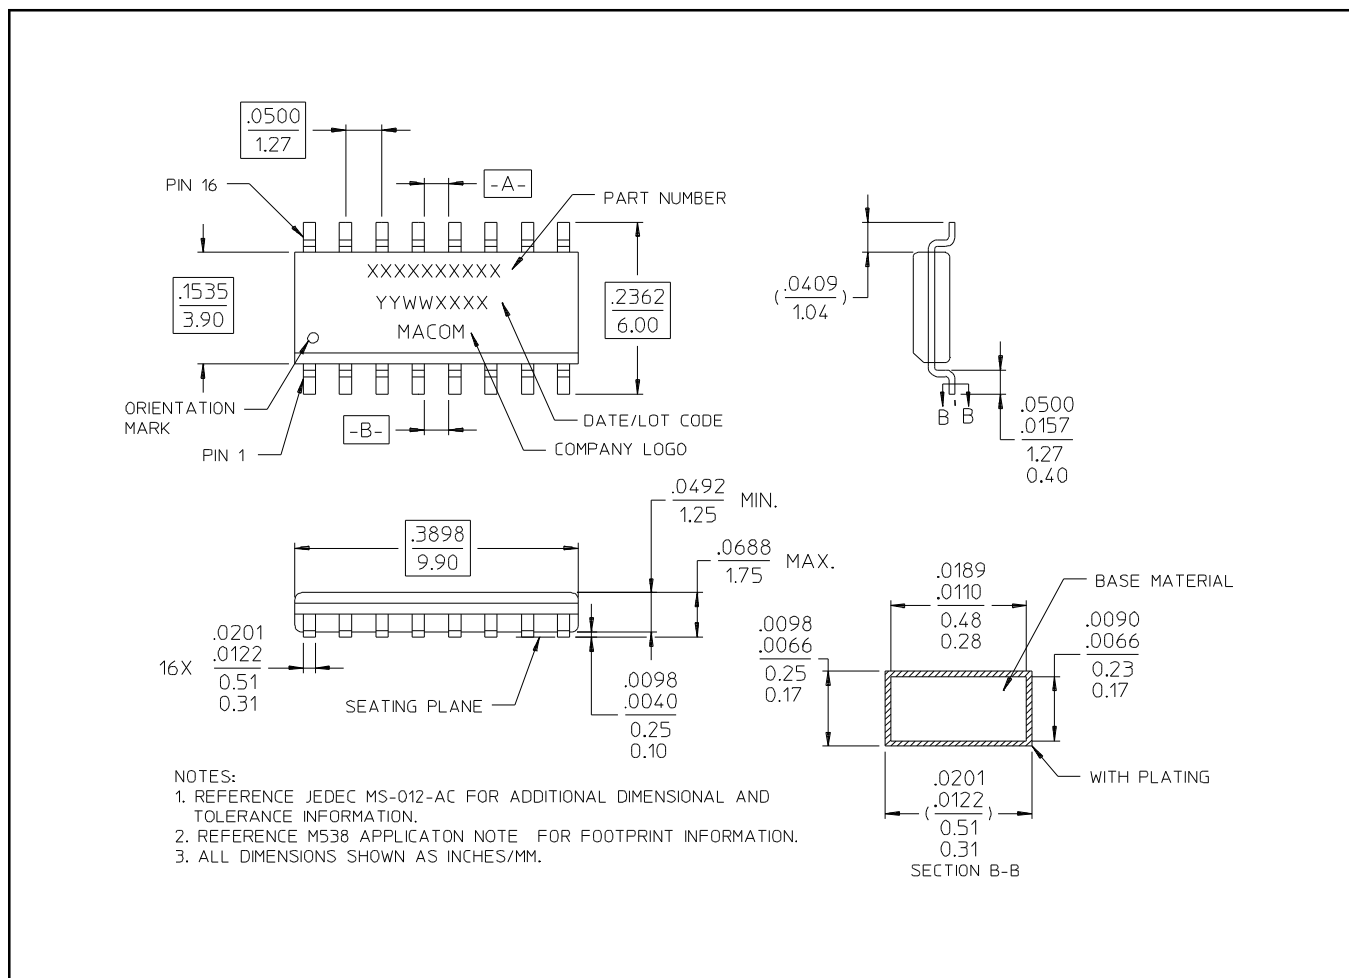 .0500
1.27
PIN 16
-A-
PART NUMBER
XXXXXXXXXX
YYWWXXXX
MACOM
.1535
3.90
.2362
6.00
ORIENTATION
MARK
PIN 1
-B-
DATE/LOT CODE
COMPANY LOGO
( .0409 )
1.04
B B
.0500
.0157
1.27
0.40
.3898
9.90
.0492 MIN.
1.25
.0688 MAX.
1.75
16X
.0201
.0122
0.51
0.31
SEATING PLANE
.0098
.0040
0.25
0.10
.0189
.0110
0.48
0.28
BASE MATERIAL
.0098
.0066
0.25
0.17
.0090
.0066
0.23
0.17
WITH PLATING
.0201
( .0122 )
0.51
0.31
SECTION B-B
NOTES:
1. REFERENCE JEDEC MS-012-AC FOR ADDITIONAL DIMENSIONAL AND
TOLERANCE INFORMATION.
2. REFERENCE M538 APPLICATON NOTE FOR FOOTPRINT INFORMATION.
3. ALL DIMENSIONS SHOWN AS INCHES/MM.